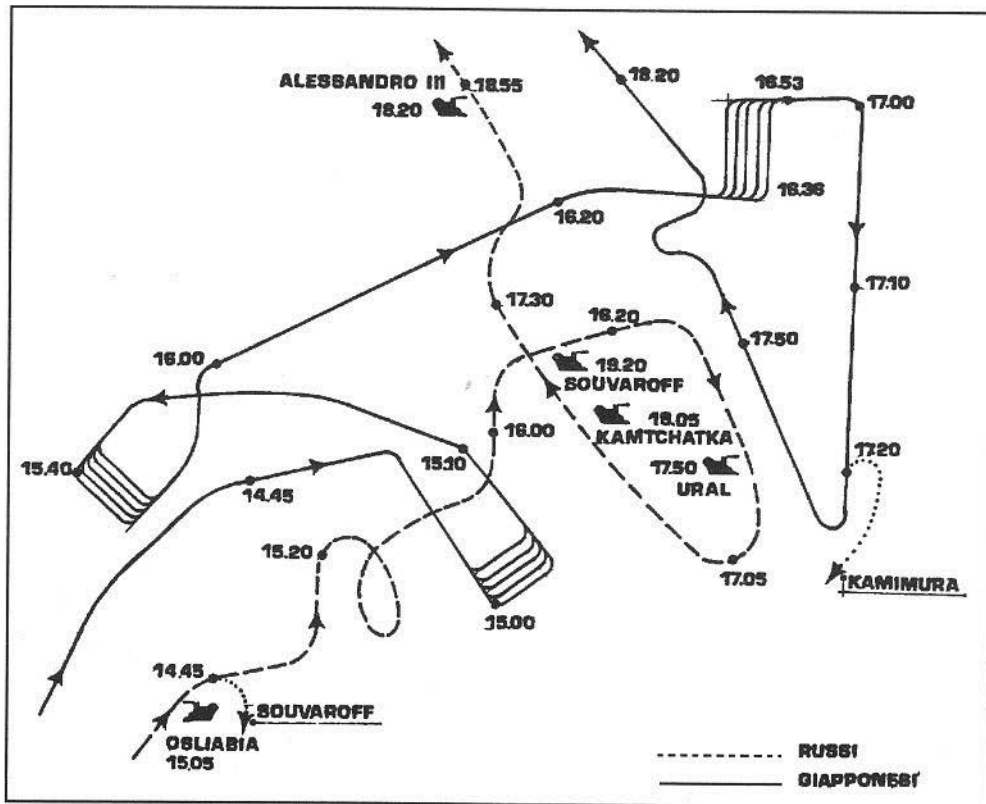 ALESSANDRO III
18.20
18.55
18.20
16.53
17.00
16.36
16.20
17.10
17.30
16.20
17.50
16.00
19.20
SOUVAROFF
18.05
KAMTCHATKA
16.00
15.40
15.10
17.50
URAL
17.20
14.45
15.20
17.05
KAMIMURA
15.00
14.45
SOUVAROFF
OSLIABIA
15.05
RUSSI
GIAPPONESI